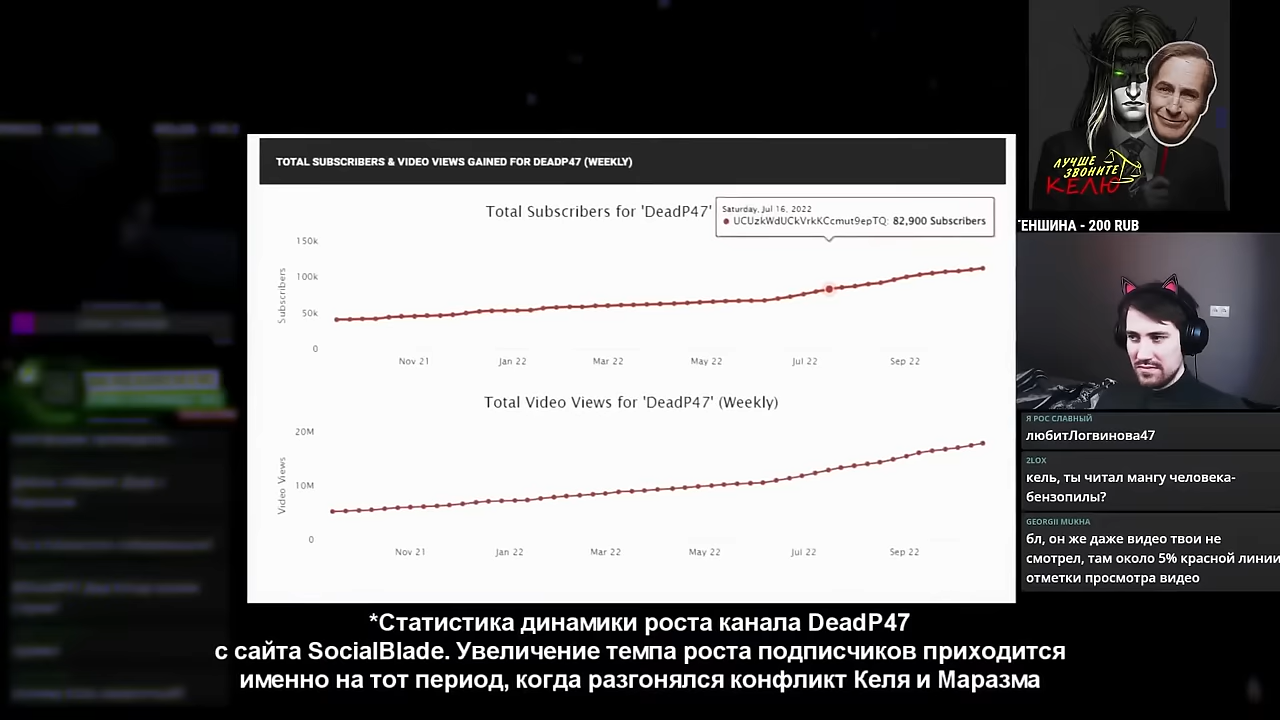 TOTAL SUBSCRIBERS & VIDEO VIEWS GAINED FOR DEADP47 (WEEKLY)
Total Subscribers for 'DeadP47'
Saturday, Jul 16, 2022
UCUzkWdUCkVrkKCcmut9epTQ: 82,900 Subscribers
150k
100k
50k
0
Subscribers
Nov 21
Jan 22
Mar 22
May 22
Jul 22
Sep 22
Total Video Views for 'DeadP47' (Weekly)
20M
10M
0
Video Views
Nov 21
Jan 22
Mar 22
May 22
Jul 22
Sep 22
*Статистика динамики роста канала DeadP47
с сайта SocialBlade. Увеличение темпа роста подписчиков приходится
именно на тот период, когда разгонялся конфликт Келя и Маразма
ЛУЧШЕ
ЗВОНИТЕ
КЕЛЮ
ГЕНШИНА - 200 RUB
Я РОС СЛАВНЫЙ
любитЛогвинова47
2LOX
кель, ты читал мангу человека-
бензопилы?
GEORGII MUKHA
бл, он же даже видео твои не
смотрел, там около 5% красной линии
отметки просмотра видео